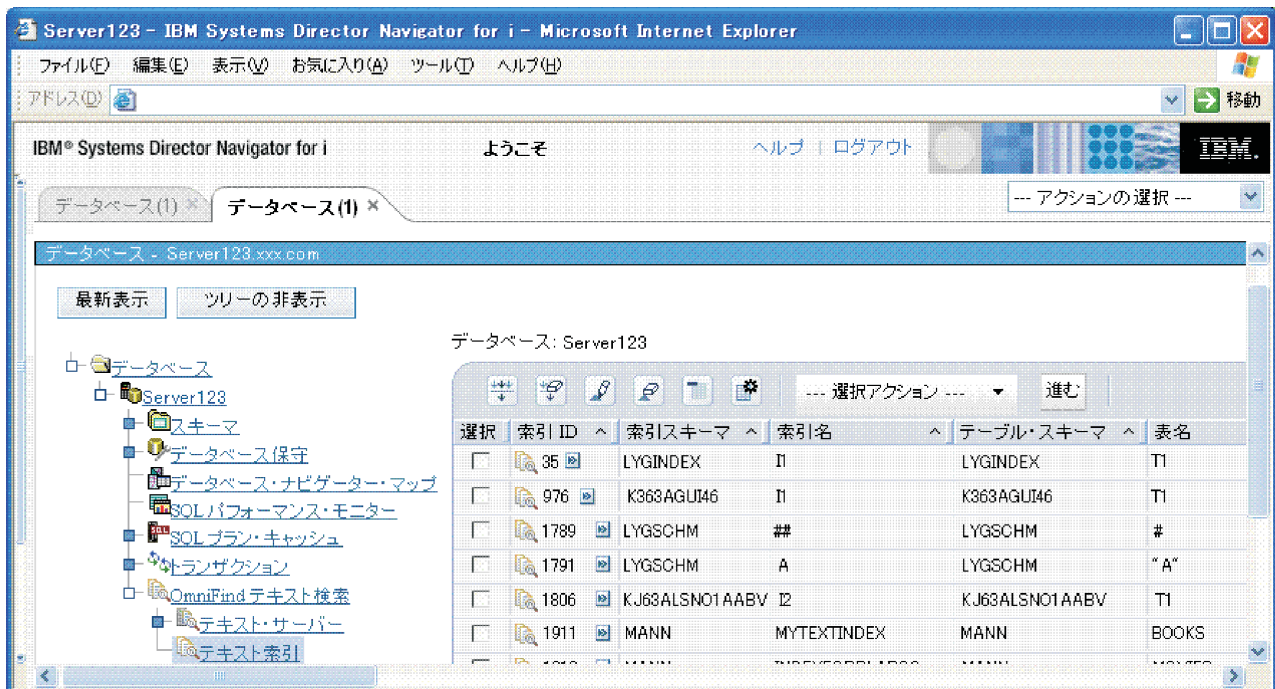 Server123 - IBM Systems Director Navigator for i - Microsoft Internet Explorer
ファイル(F) 編集(E) 表示(V) お気に入り(A) ツール(T) ヘルプ(H)
アドレス(D) 移動
IBM® Systems Director Navigator for i ようこそ ヘルプ | ログアウト IBM.
データベース(1) × データベース(1) × --- アクションの選択 ---
データベース - Server123.xxx.com
最新表示 ツリーの非表示
データベース: Server123
データベース
Server123
スキーマ
データベース保守
データベース・ナビゲーター・マップ
SQL パフォーマンス・モニター
SQL プラン・キャッシュ
トランザクション
OmniFind テキスト検索
テキスト・サーバー
テキスト索引
--- 選択アクション --- 進む
選択 索引 ID 索引スキーマ 索引名 テーブル・スキーマ 表名
35 LYGINDEX I1 LYGINDEX T1
976 K363AGUI46 I1 K363AGUI46 T1
1789 LYGSCHM ## LYGSCHM #
1791 LYGSCHM A LYGSCHM "A"
1806 KJ63ALSNO1AABV I2 KJ63ALSNO1AABV T1
1911 MANN MYTEXTINDEX MANN BOOKS